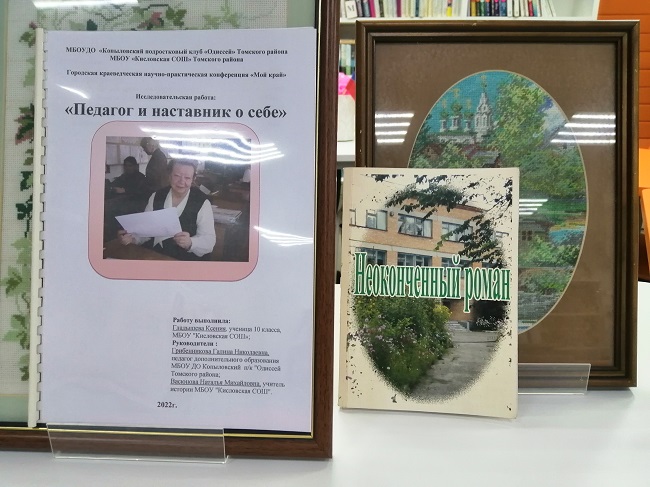 МБОУДО «Копыловский подростковый клуб «Одиссей» Томского района
МБОУ «Кисловская СОШ» Томского района
Городская краеведческая научно-практическая конференция «Мой край»
Исследовательская работа:
«Педагог и наставник о себе»
Работу выполнила:
Гладышева Ксения, ученица 10 класса,
МБОУ "Кисловская СОШ»;
Руководители :
Гребенникова Галина Николаевна,
педагог дополнительного образования
МБОУ ДО Копыловский п/к "Одиссей
Томского района;
Васюкова Наталья Михайловна, учитель
истории МБОУ "Кисловская СОШ".
2022г.
Неоконченный роман